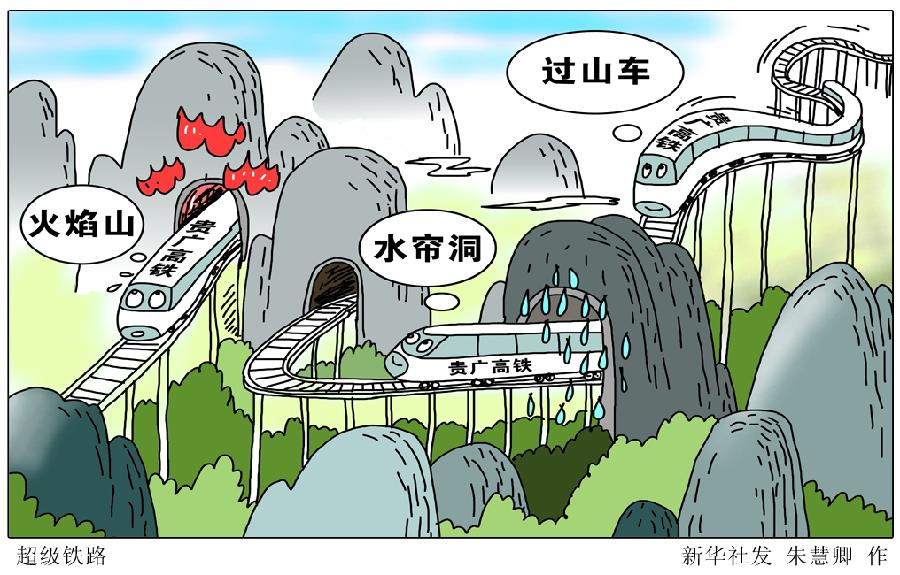 过山车
贵广高铁
火焰山
贵广高铁
水帘洞
贵广高铁
超级铁路
新华社发 朱慧卿 作